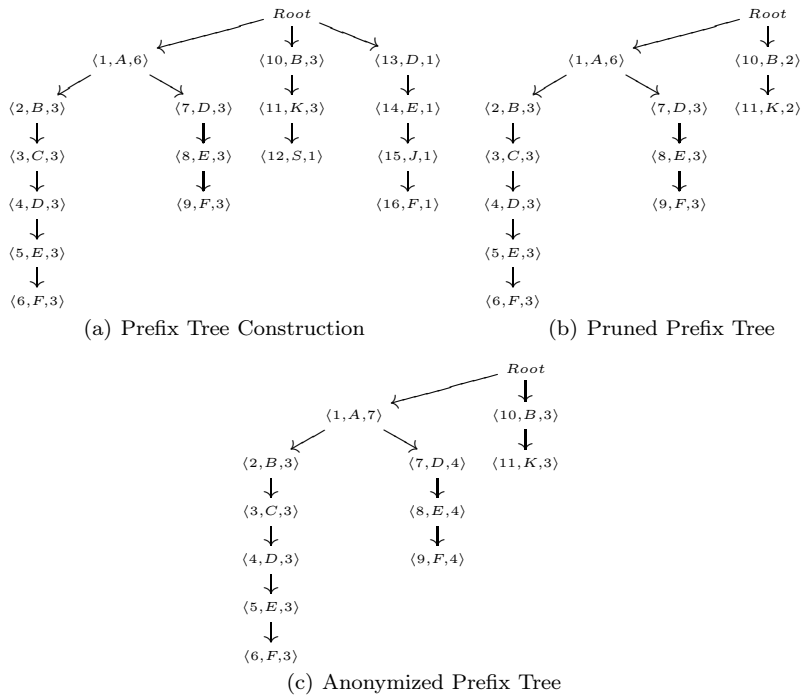 Root Root
⟨1,A,6⟩ ⟨10,B,3⟩ ⟨13,D,1⟩ ⟨1,A,6⟩ ⟨10,B,2⟩
⟨2,B,3⟩ ⟨7,D,3⟩ ⟨11,K,3⟩ ⟨14,E,1⟩ ⟨2,B,3⟩ ⟨7,D,3⟩ ⟨11,K,2⟩
⟨3,C,3⟩ ⟨8,E,3⟩ ⟨12,S,1⟩ ⟨15,J,1⟩ ⟨3,C,3⟩ ⟨8,E,3⟩
⟨4,D,3⟩ ⟨9,F,3⟩ ⟨16,F,1⟩ ⟨4,D,3⟩ ⟨9,F,3⟩
⟨5,E,3⟩ ⟨5,E,3⟩
⟨6,F,3⟩ ⟨6,F,3⟩
(a) Prefix Tree Construction (b) Pruned Prefix Tree
Root
⟨1,A,7⟩ ⟨10,B,3⟩
⟨2,B,3⟩ ⟨7,D,4⟩ ⟨11,K,3⟩
⟨3,C,3⟩ ⟨8,E,4⟩
⟨4,D,3⟩ ⟨9,F,4⟩
⟨5,E,3⟩
⟨6,F,3⟩
(c) Anonymized Prefix Tree